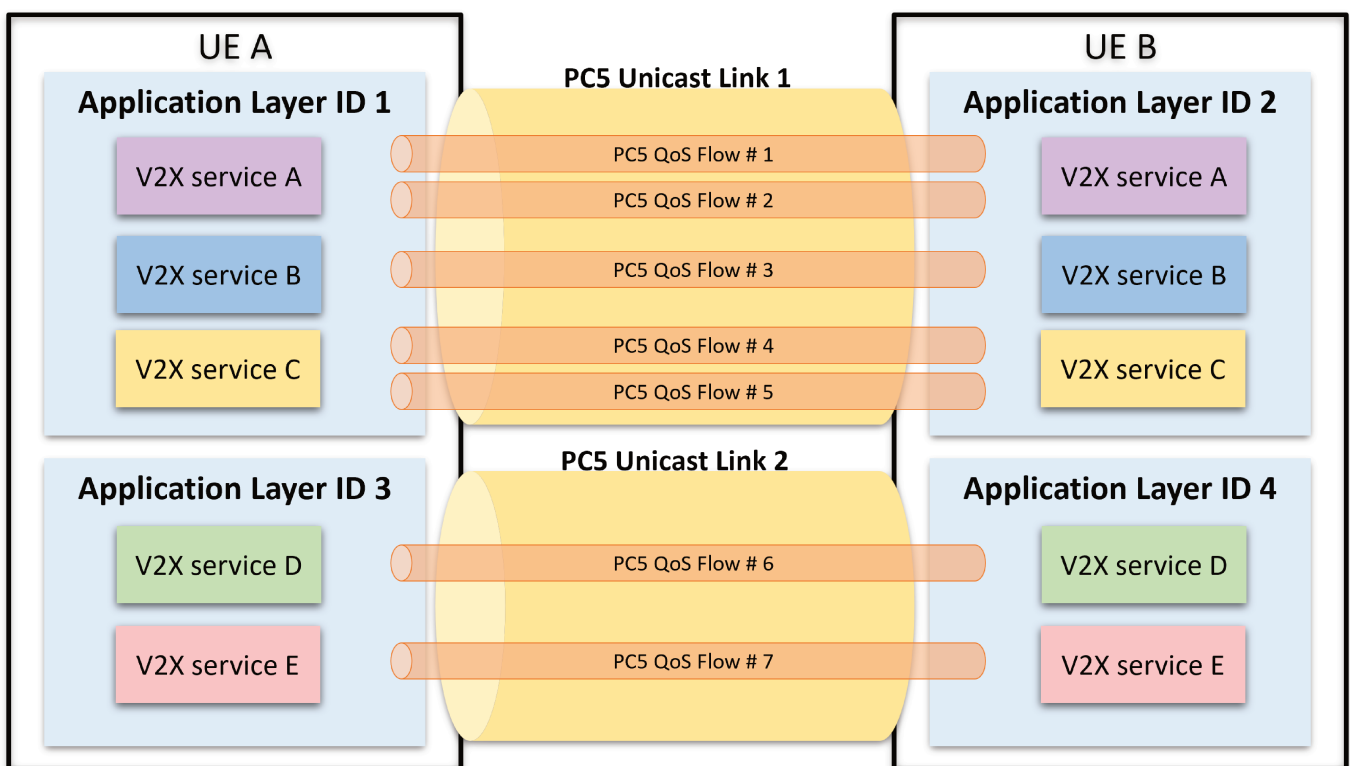 UE A
Application Layer ID 1
V2X service A
V2X service B
V2X service C
Application Layer ID 3
V2X service D
V2X service E
PC5 Unicast Link 1
PC5 QoS Flow # 1
PC5 QoS Flow # 2
PC5 QoS Flow # 3
PC5 QoS Flow # 4
PC5 QoS Flow # 5
PC5 Unicast Link 2
PC5 QoS Flow # 6
PC5 QoS Flow # 7
UE B
Application Layer ID 2
V2X service A
V2X service B
V2X service C
Application Layer ID 4
V2X service D
V2X service E